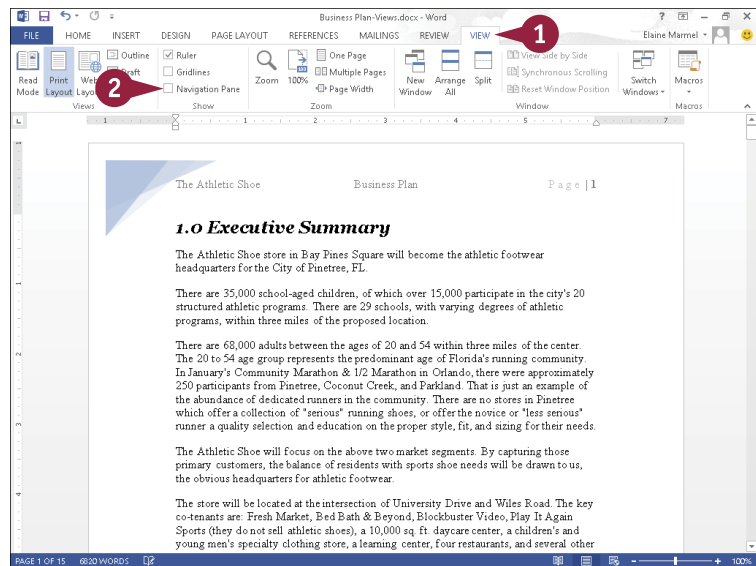 Business Plan-Views.docx - Word
FILE HOME INSERT DESIGN PAGE LAYOUT REFERENCES MAILINGS REVIEW VIEW Elaine Marmel
1
Read Mode
Print Layout
Outline
Draft
Views
Ruler
Gridlines
Navigation Pane
Show
2
Zoom
100%
One Page
Multiple Pages
Page Width
Zoom
New Window
Arrange All
Split
View Side by Side
Synchronous Scrolling
Reset Window Position
Window
Switch Windows
Macros
Macros
1 2 3 4 5 7
The Athletic Shoe Business Plan Page | 1
1.0 Executive Summary
The Athletic Shoe store in Bay Pines Square will become the athletic footwear
headquarters for the City of Pinetree, FL.
There are 35,000 school-aged children, of which over 15,000 participate in the city's 20
structured athletic programs. There are 29 schools, with varying degrees of athletic
programs, within three miles of the proposed location.
There are 68,000 adults between the ages of 20 and 54 within three miles of the center.
The 20 to 54 age group represents the predominant age of Florida's running community.
In January's Community Marathon & 1/2 Marathon in Orlando, there were approximately
250 participants from Pinetree, Coconut Creek, and Parkland. That is just an example of
the abundance of dedicated runners in the community. There are no stores in Pinetree
which offer a collection of "serious" running shoes, or offer the novice or "less serious"
runner a quality selection and education on the proper style, fit, and sizing for their needs.
The Athletic Shoe will focus on the above two market segments. By capturing those
primary customers, the balance of residents with sports shoe needs will be drawn to us,
the obvious headquarters for athletic footwear.
The store will be located at the intersection of University Drive and Wiles Road. The key
co-tenants are: Fresh Market, Bed Bath & Beyond, Blockbuster Video, Play It Again
Sports (they do not sell athletic shoes), a 10,000 sq. ft. daycare center, a children's and
young men's specialty clothing store, a learning center, four restaurants, and several other
PAGE 1 OF 15 6820 WORDS 100%